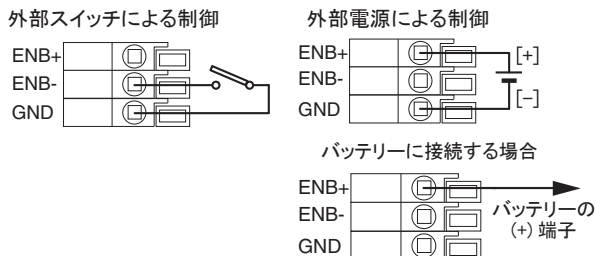 外部スイッチによる制御
ENB+
ENB-
GND
外部電源による制御
ENB+
ENB-
GND
[+]
[−]
バッテリーに接続する場合
ENB+
ENB-
GND
バッテリーの
(+) 端子